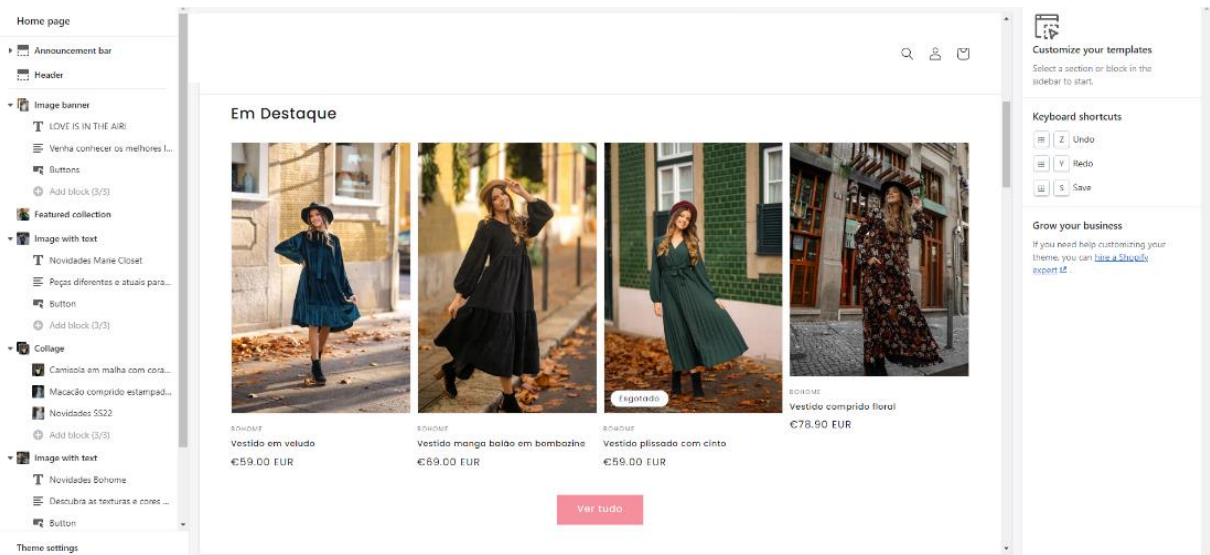 Home page
Announcement bar
Header
Image banner
LOVE IS IN THE AIR!
Venha conhecer os melhores l...
Buttons
Add block (3/3)
Featured collection
Image with text
Novidades Marie Closet
Peças diferentes e atuais para...
Button
Add block (3/3)
Collage
Camisola em malha com cora...
Macacão comprido estampad...
Novidades SS22
Add block (3/3)
Image with text
Novidades Bohome
Descubra as texturas e cores ...
Button
Theme settings
Em Destaque
BOHOME
Vestido em veludo
€59.00 EUR
BOHOME
Vestido manga balão em bombazine
€69.00 EUR
Esgotado
BOHOME
Vestido plissado com cinto
€59.00 EUR
BOHOME
Vestido comprido floral
€78.90 EUR
Ver tudo
Customize your templates
Select a section or block in the
sidebar to start.
Keyboard shortcuts
Z Undo
Y Redo
S Save
Grow your business
If you need help customizing your
theme, you can hire a Shopify
expert